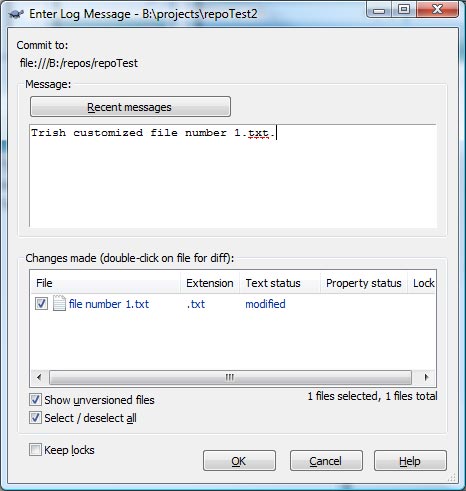 Enter Log Message - B:\projects\repoTest2
Commit to:
file:///B:/repos/repoTest
Message:
Recent messages
Trish customized file number 1.txt.
Changes made (double-click on file for diff):
File Extension Text status Property status Lock
file number 1.txt .txt modified
Show unversioned files
1 files selected, 1 files total
Select / deselect all
Keep locks
OK Cancel Help